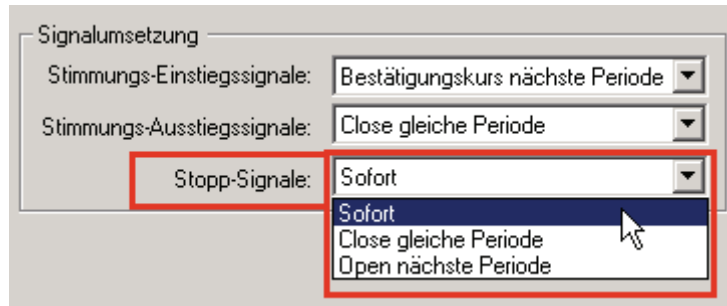 Signalumsetzung
Stimmungs-Einstiegssignale: Bestätigungskurs nächste Periode
Stimmungs-Ausstiegssignale: Close gleiche Periode
Stopp-Signale: Sofort
Sofort
Close gleiche Periode
Open nächste Periode